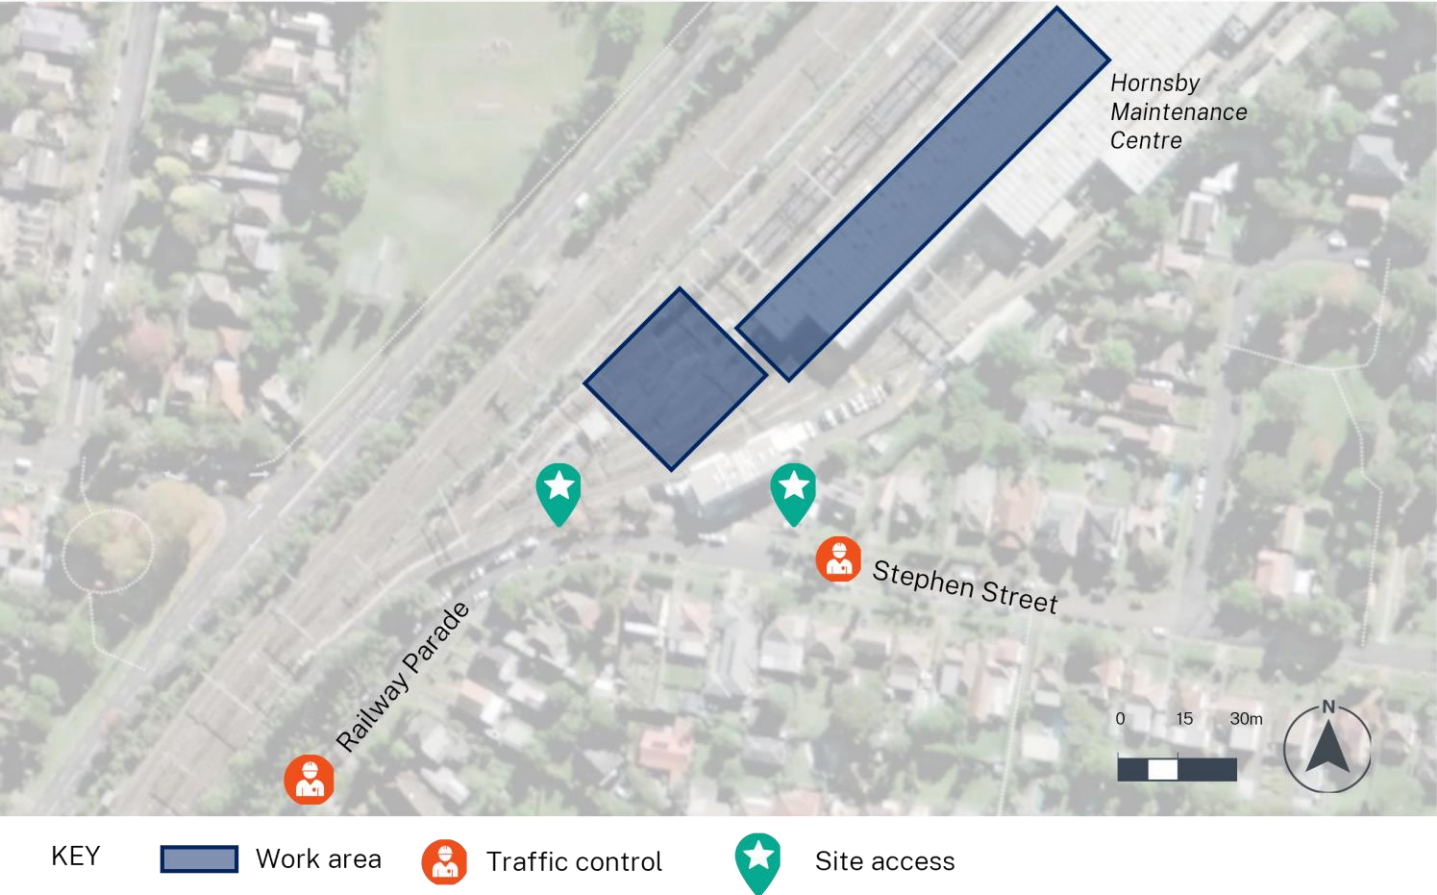 Hornsby
Maintenance
Centre
Stephen Street
Railway Parade
0 15 30m
N
KEY Work area Traffic control Site access